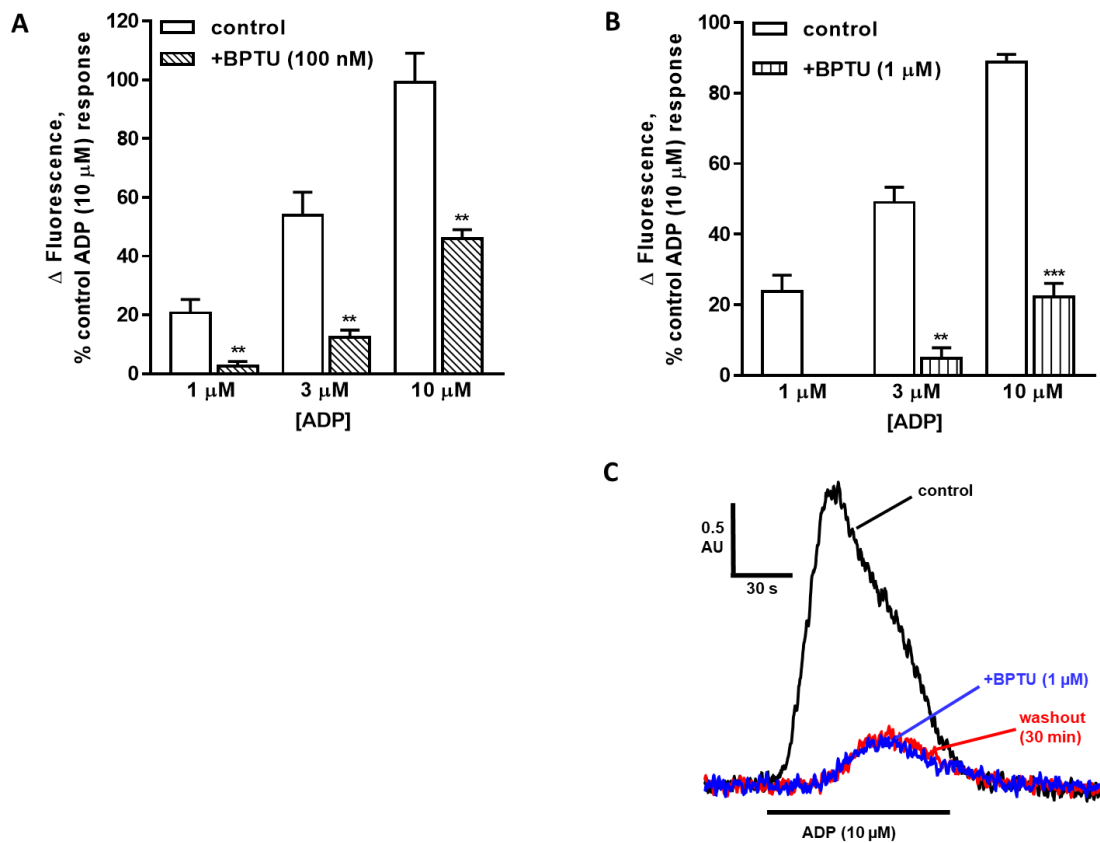 A
control
+BPTU (100 nM)
Δ Fluorescence,
% control ADP (10 μM) response
120
100
80
60
40
20
0
**
**
**
1 μM
3 μM
10 μM
[ADP]
B
control
+BPTU (1 μM)
Δ Fluorescence,
% control ADP (10 μM) response
100
80
60
40
20
0
**
***
1 μM
3 μM
10 μM
[ADP]
C
0.5
AU
30 s
control
+BPTU (1 μM)
washout
(30 min)
ADP (10 μM)